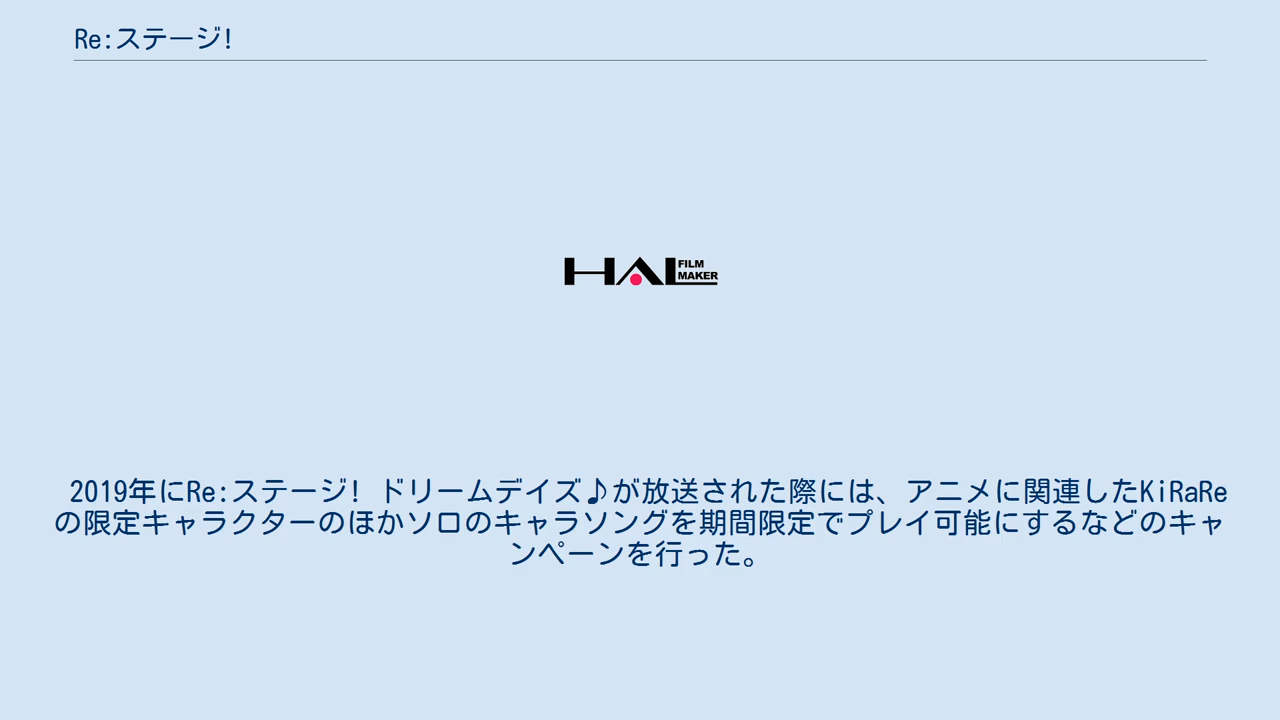 Re:ステージ!
HAL FILM
MAKER
2019年にRe:ステージ! ドリームデイズ♪が放送された際には、アニメに関連したKiRaRe
の限定キャラクターのほかソロのキャラソングを期間限定でプレイ可能にするなどのキャ
ンペーンを行った。